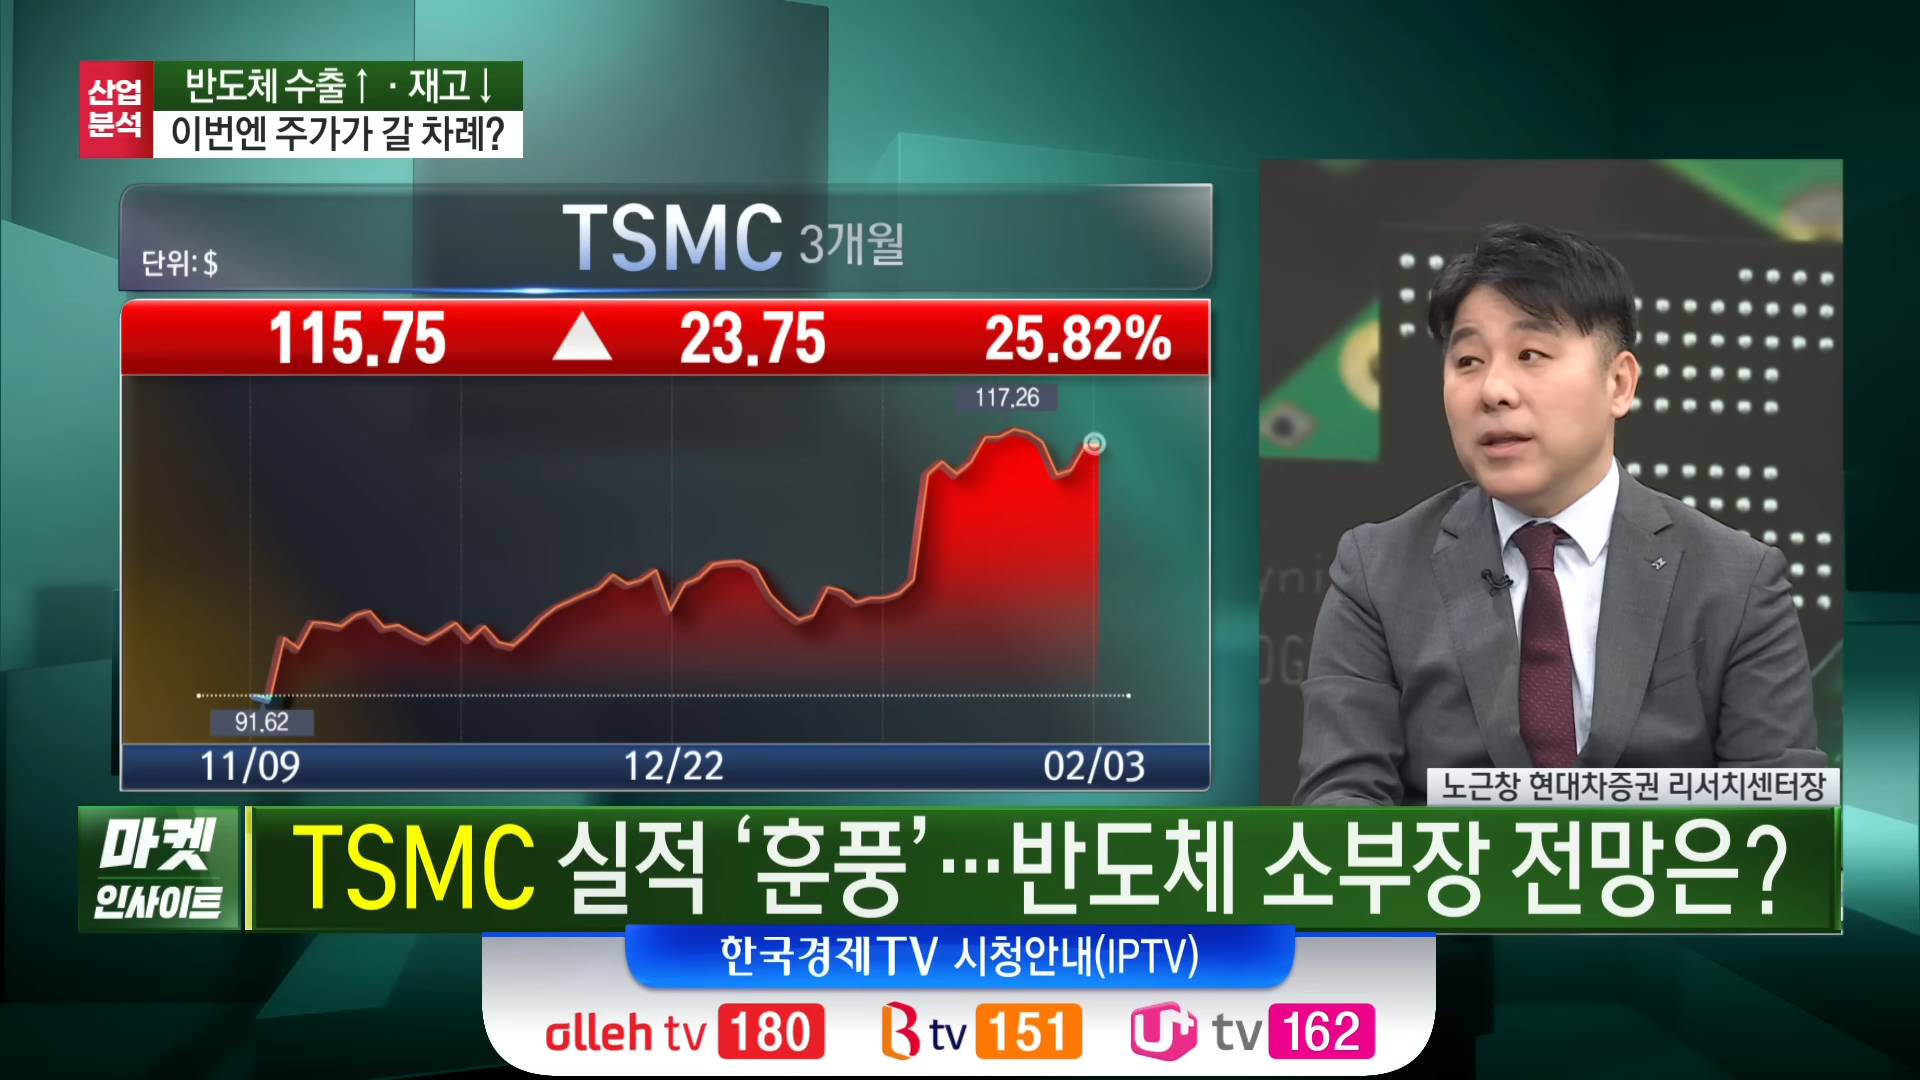 산업
분석
반도체 수출↑ · 재고↓
이번엔 주가가 갈 차례?
단위: $
TSMC 3개월
115.75 ▲ 23.75 25.82%
117.26
91.62
11/09 12/22 02/03
노근창 현대차증권 리서치센터장
마켓
인사이트
TSMC 실적 ‘훈풍’…반도체 소부장 전망은?
한국경제TV 시청안내(IPTV)
olleh tv 180 B tv 151 U+ tv 162